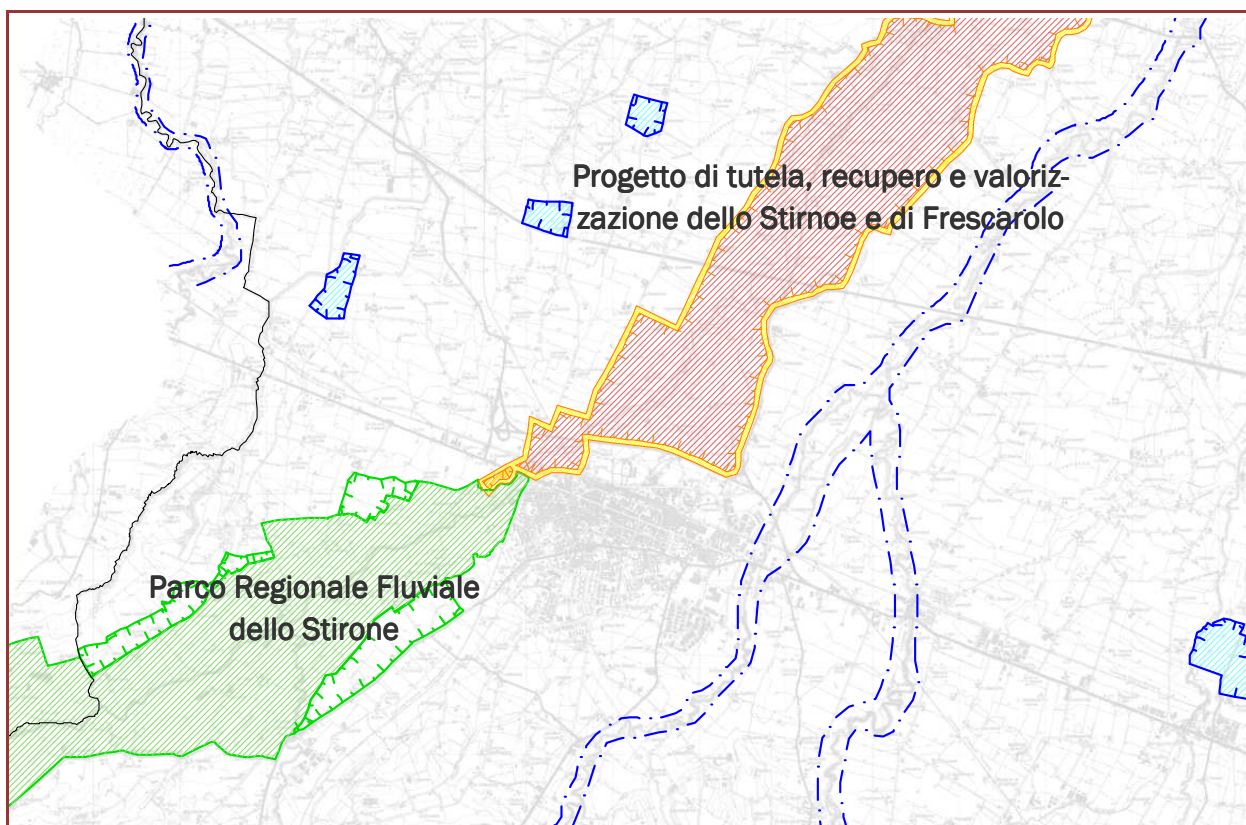 Progetto di tutela, recupero e valoriz-
zazione dello Stirnoe e di Frescarolo
Parco Regionale Fluviale
dello Stirone